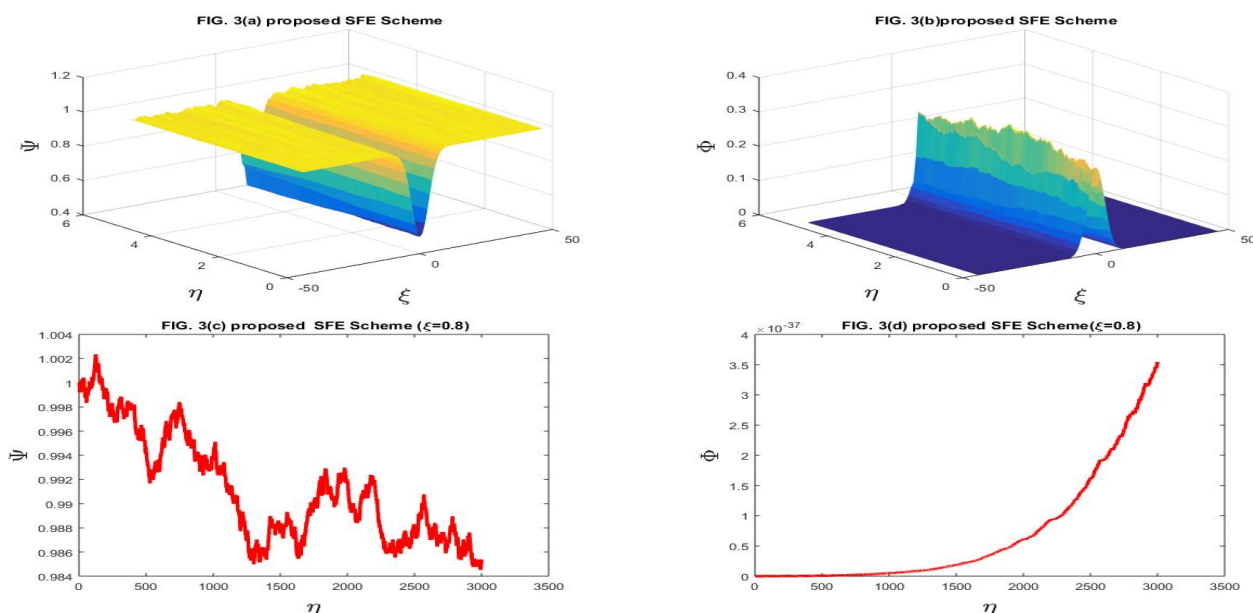 FIG. 3(a) proposed SFE Scheme
1.2
1
0.8
0.6
0.4
Ψ
6
4
2
0
η
-50
0
50
ξ
FIG. 3(b)proposed SFE Scheme
0.4
0.3
0.2
0.1
0
Φ
6
4
2
0
η
-50
0
50
ξ
FIG. 3(c) proposed SFE Scheme (ξ=0.8)
1.004
1.002
1
0.998
0.996
0.994
0.992
0.99
0.988
0.986
0.984
Ψ
0 500 1000 1500 2000 2500 3000 3500
η
FIG. 3(d) proposed SFE Scheme(ξ=0.8)
×10-37
4
3.5
3
2.5
2
1.5
1
0.5
0
Φ
0 500 1000 1500 2000 2500 3000 3500
η